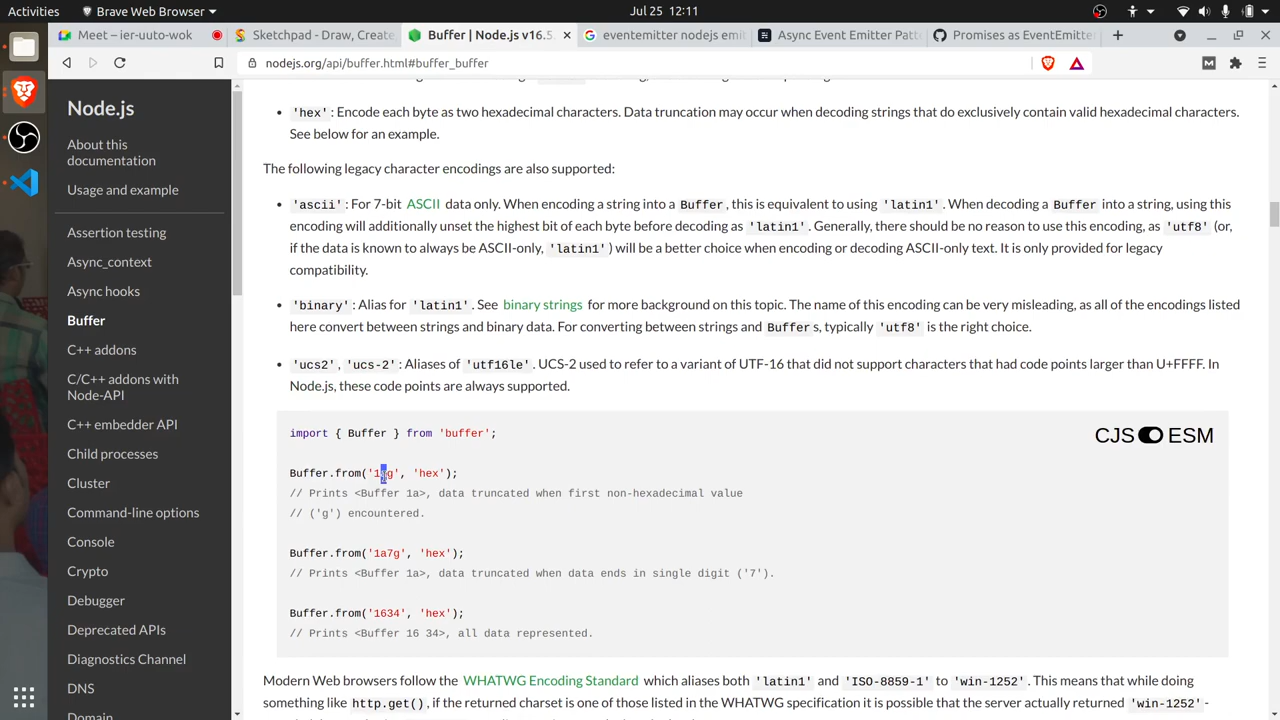 Activities
Brave Web Browser
Jul 25 12:11
Meet – ier-uuto-wok
Sketchpad - Draw, Create
Buffer | Node.js v16.5.
eventemitter nodejs emit
Async Event Emitter Patt
Promises as EventEmitter
nodejs.org/api/buffer.html#buffer_buffer
Node.js
About this
documentation
Usage and example
Assertion testing
Async_context
Async hooks
Buffer
C++ addons
C/C++ addons with
Node-API
C++ embedder API
Child processes
Cluster
Command-line options
Console
Crypto
Debugger
Deprecated APIs
Diagnostics Channel
DNS
Domain
'hex': Encode each byte as two hexadecimal characters. Data truncation may occur when decoding strings that do exclusively contain valid hexadecimal characters.
See below for an example.
The following legacy character encodings are also supported:
'ascii': For 7-bit ASCII data only. When encoding a string into a Buffer, this is equivalent to using 'latin1'. When decoding a Buffer into a string, using this
encoding will additionally unset the highest bit of each byte before decoding as 'latin1'. Generally, there should be no reason to use this encoding, as 'utf8' (or,
if the data is known to always be ASCII-only, 'latin1') will be a better choice when encoding or decoding ASCII-only text. It is only provided for legacy
compatibility.
'binary': Alias for 'latin1'. See binary strings for more background on this topic. The name of this encoding can be very misleading, as all of the encodings listed
here convert between strings and binary data. For converting between strings and Buffers, typically 'utf8' is the right choice.
'ucs2', 'ucs-2': Aliases of 'utf16le'. UCS-2 used to refer to a variant of UTF-16 that did not support characters that had code points larger than U+FFFF. In
Node.js, these code points are always supported.
CJS ESM
import { Buffer } from 'buffer';
Buffer.from('1ag', 'hex');
// Prints <Buffer 1a>, data truncated when first non-hexadecimal value
// ('g') encountered.
Buffer.from('1a7g', 'hex');
// Prints <Buffer 1a>, data truncated when data ends in single digit ('7').
Buffer.from('1634', 'hex');
// Prints <Buffer 16 34>, all data represented.
Modern Web browsers follow the WHATWG Encoding Standard which aliases both 'latin1' and 'ISO-8859-1' to 'win-1252'. This means that while doing
something like http.get(), if the returned charset is one of those listed in the WHATWG specification it is possible that the server actually returned 'win-1252'-